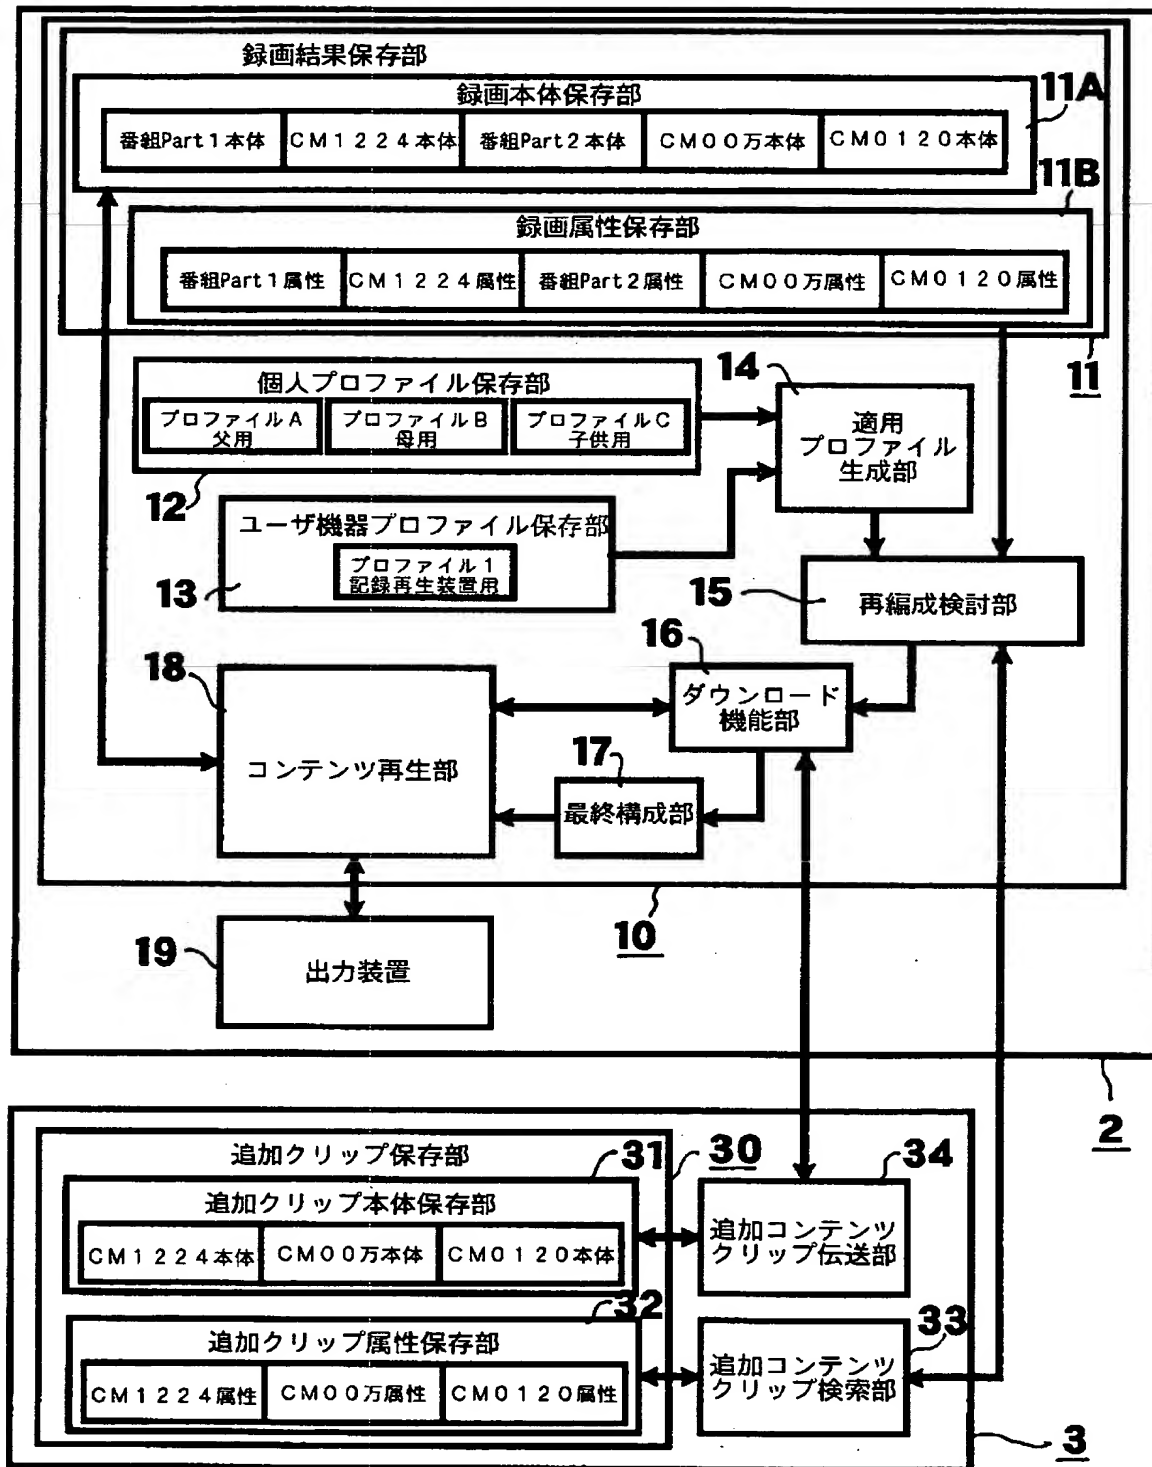 録画結果保存部
録画本体保存部
11A
番組Part1本体
CM1224本体
番組Part2本体
CM00万本体
CM0120本体
11B
録画属性保存部
番組Part1属性
CM1224属性
番組Part2属性
CM00万属性
CM0120属性
11
個人プロファイル保存部
プロファイルA
父用
プロファイルB
母用
プロファイルC
子供用
12
14
適用
プロファイル
生成部
ユーザ機器プロファイル保存部
プロファイル1
記録再生装置用
13
15
再編成検討部
16
ダウンロード
機能部
18
コンテンツ再生部
17
最終構成部
10
19
出力装置
2
追加クリップ保存部
30
31
追加クリップ本体保存部
CM1224本体
CM00万本体
CM0120本体
34
追加コンテンツ
クリップ伝送部
32
追加クリップ属性保存部
CM1224属性
CM00万属性
CM0120属性
33
追加コンテンツ
クリップ検索部
3